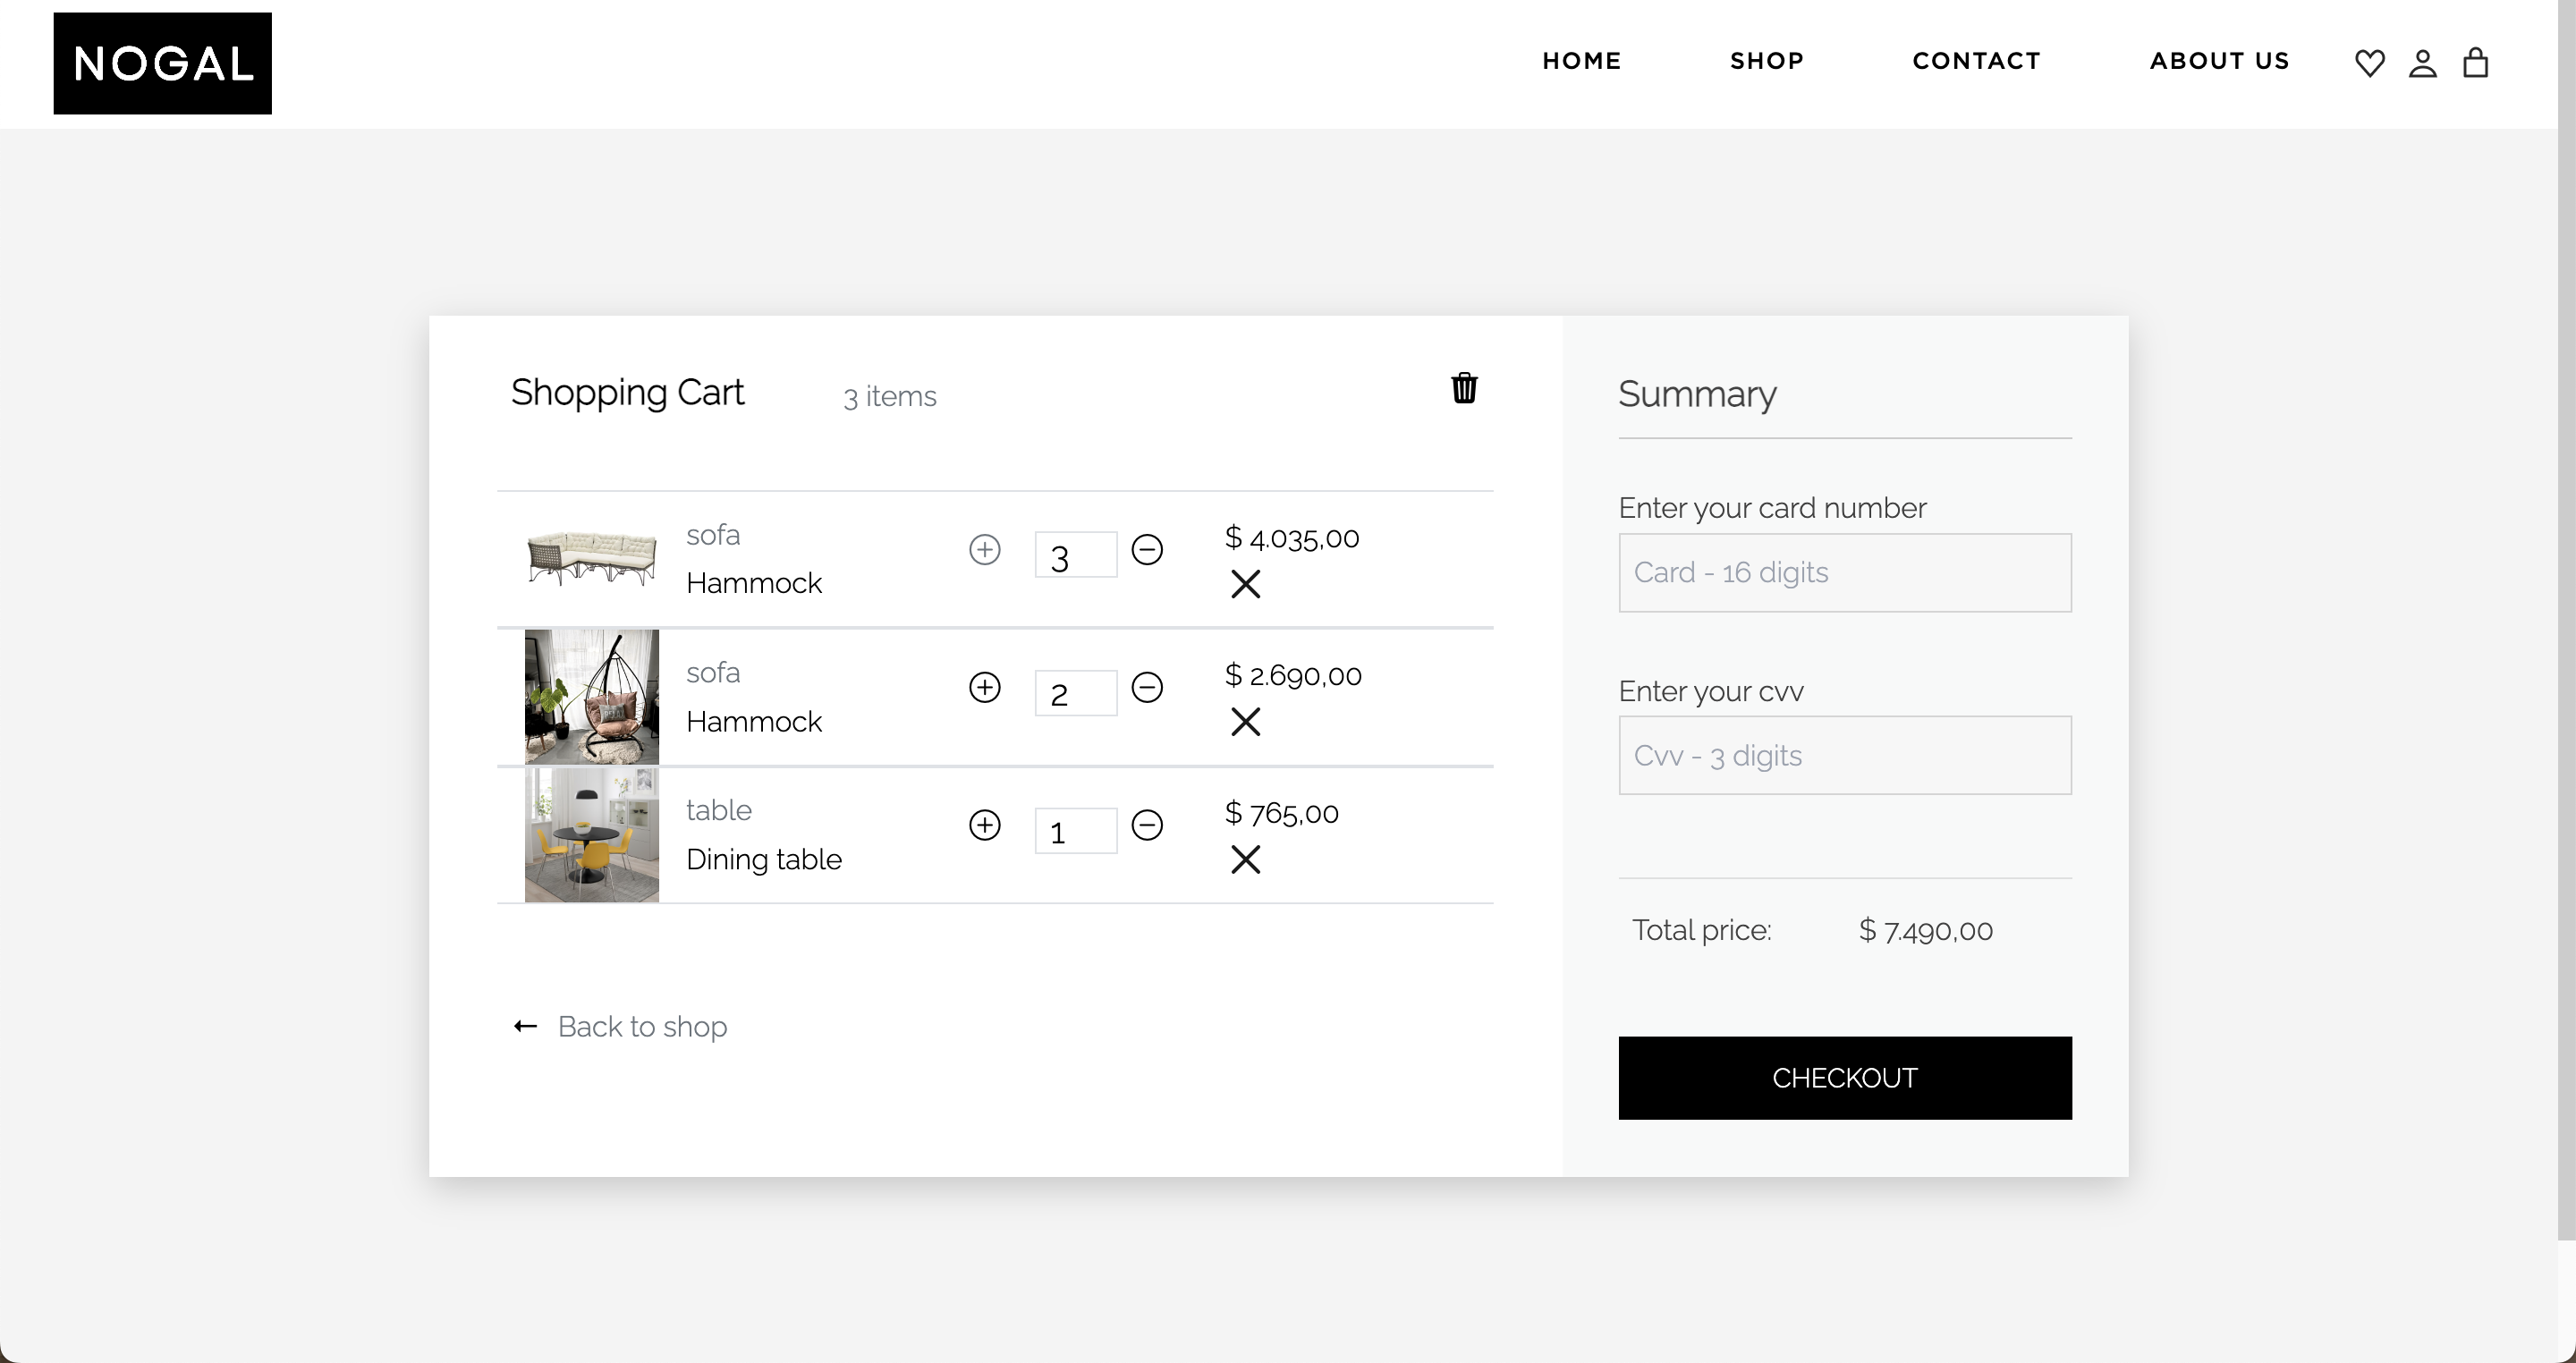 NOGAL
HOME SHOP CONTACT ABOUT US
Shopping Cart 3 items
sofa
Hammock
3
$ 4.035,00
sofa
Hammock
2
$ 2.690,00
table
Dining table
1
$ 765,00
Back to shop
Summary
Enter your card number
Card - 16 digits
Enter your cvv
Cvv - 3 digits
Total price: $ 7.490,00
CHECKOUT